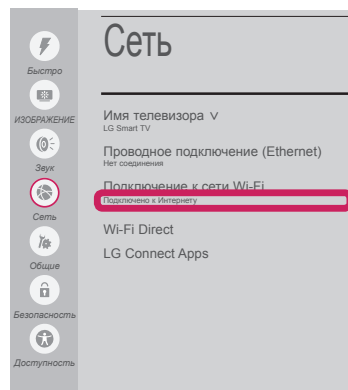 Сеть
Быстро
ИЗОБРАЖЕНИЕ
Звук
Сеть
Общие
Безопасность
Доступность
Имя телевизора ∨
LG Smart TV
Проводное подключение (Ethernet)
Нет соединения
Подключение к сети Wi-Fi
Подключено к Интернету
Wi-Fi Direct
LG Connect Apps